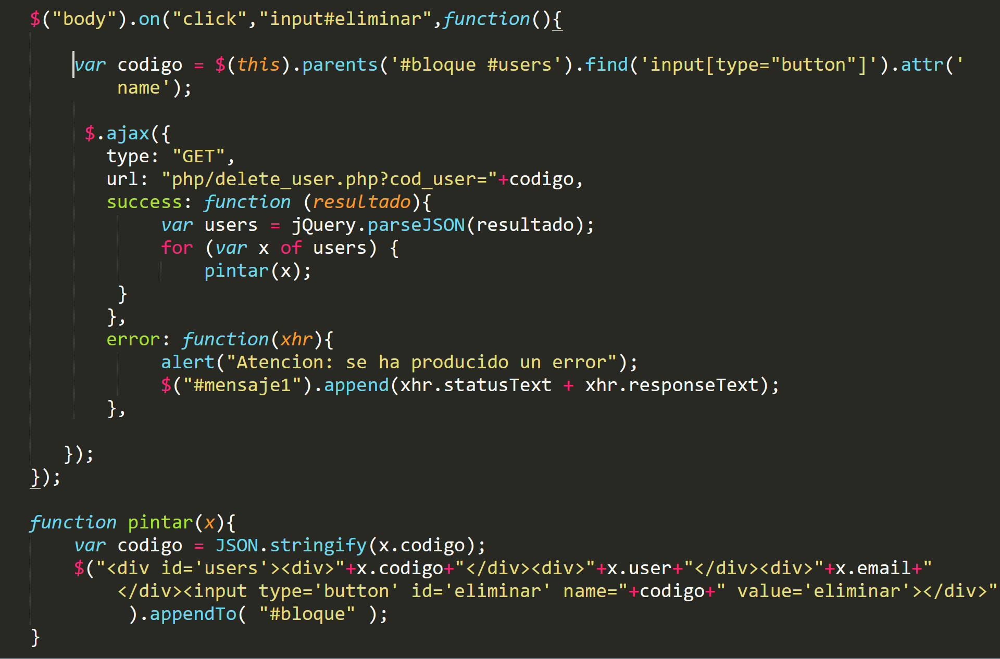 $("body").on("click","input#eliminar",function(){
var codigo = $(this).parents('#bloque #users').find('input[type="button"]').attr('
name');
$.ajax({
type: "GET",
url: "php/delete_user.php?cod_user="+codigo,
success: function (resultado){
var users = jQuery.parseJSON(resultado);
for (var x of users) {
pintar(x);
}
},
error: function(xhr){
alert("Atencion: se ha producido un error");
$("#mensaje1").append(xhr.statusText + xhr.responseText);
},
});
});
function pintar(x){
var codigo = JSON.stringify(x.codigo);
$("<div id='users'><div>"+x.codigo+"</div><div>"+x.user+"</div><div>"+x.email+"
</div><input type='button' id='eliminar' name="+codigo+" value='eliminar'></div>"
).appendTo( "#bloque" );
}